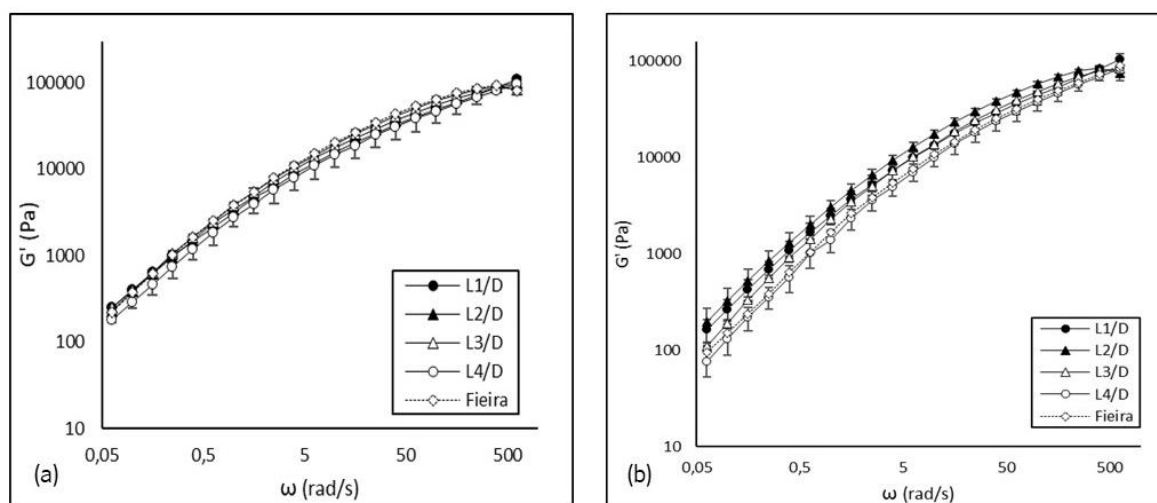 100000
10000
1000
100
10
G' (Pa)
L1/D
L2/D
L3/D
L4/D
Fieira
0,05
0,5
5
50
500
(a)
ω (rad/s)
100000
10000
1000
100
10
G' (Pa)
L1/D
L2/D
L3/D
L4/D
Fieira
0,05
0,5
5
50
500
(b)
ω (rad/s)